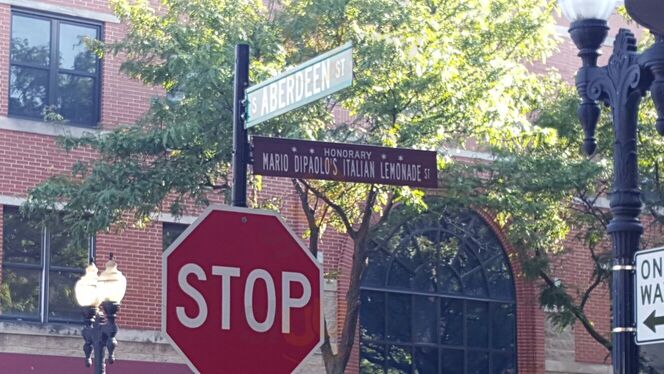 S ABERDEEN ST
* * HONORARY * *
MARIO DIPAOLO'S ITALIAN LEMONADE ST
STOP
ONE
WAY